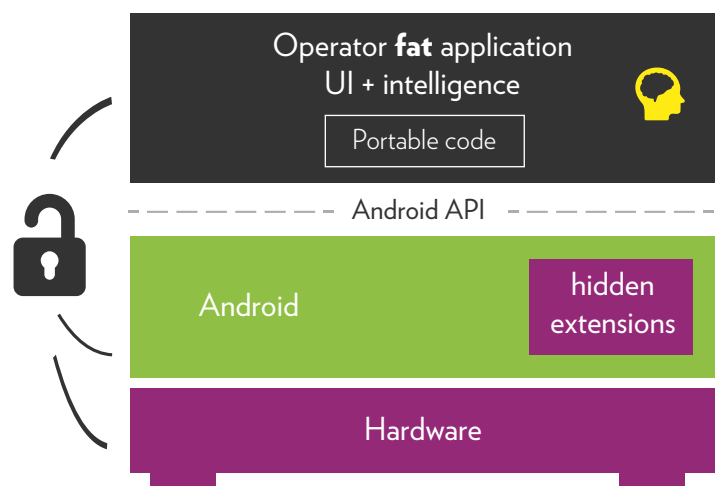 Operator fat application
UI + intelligence
Portable code
Android API
Android
hidden
extensions
Hardware